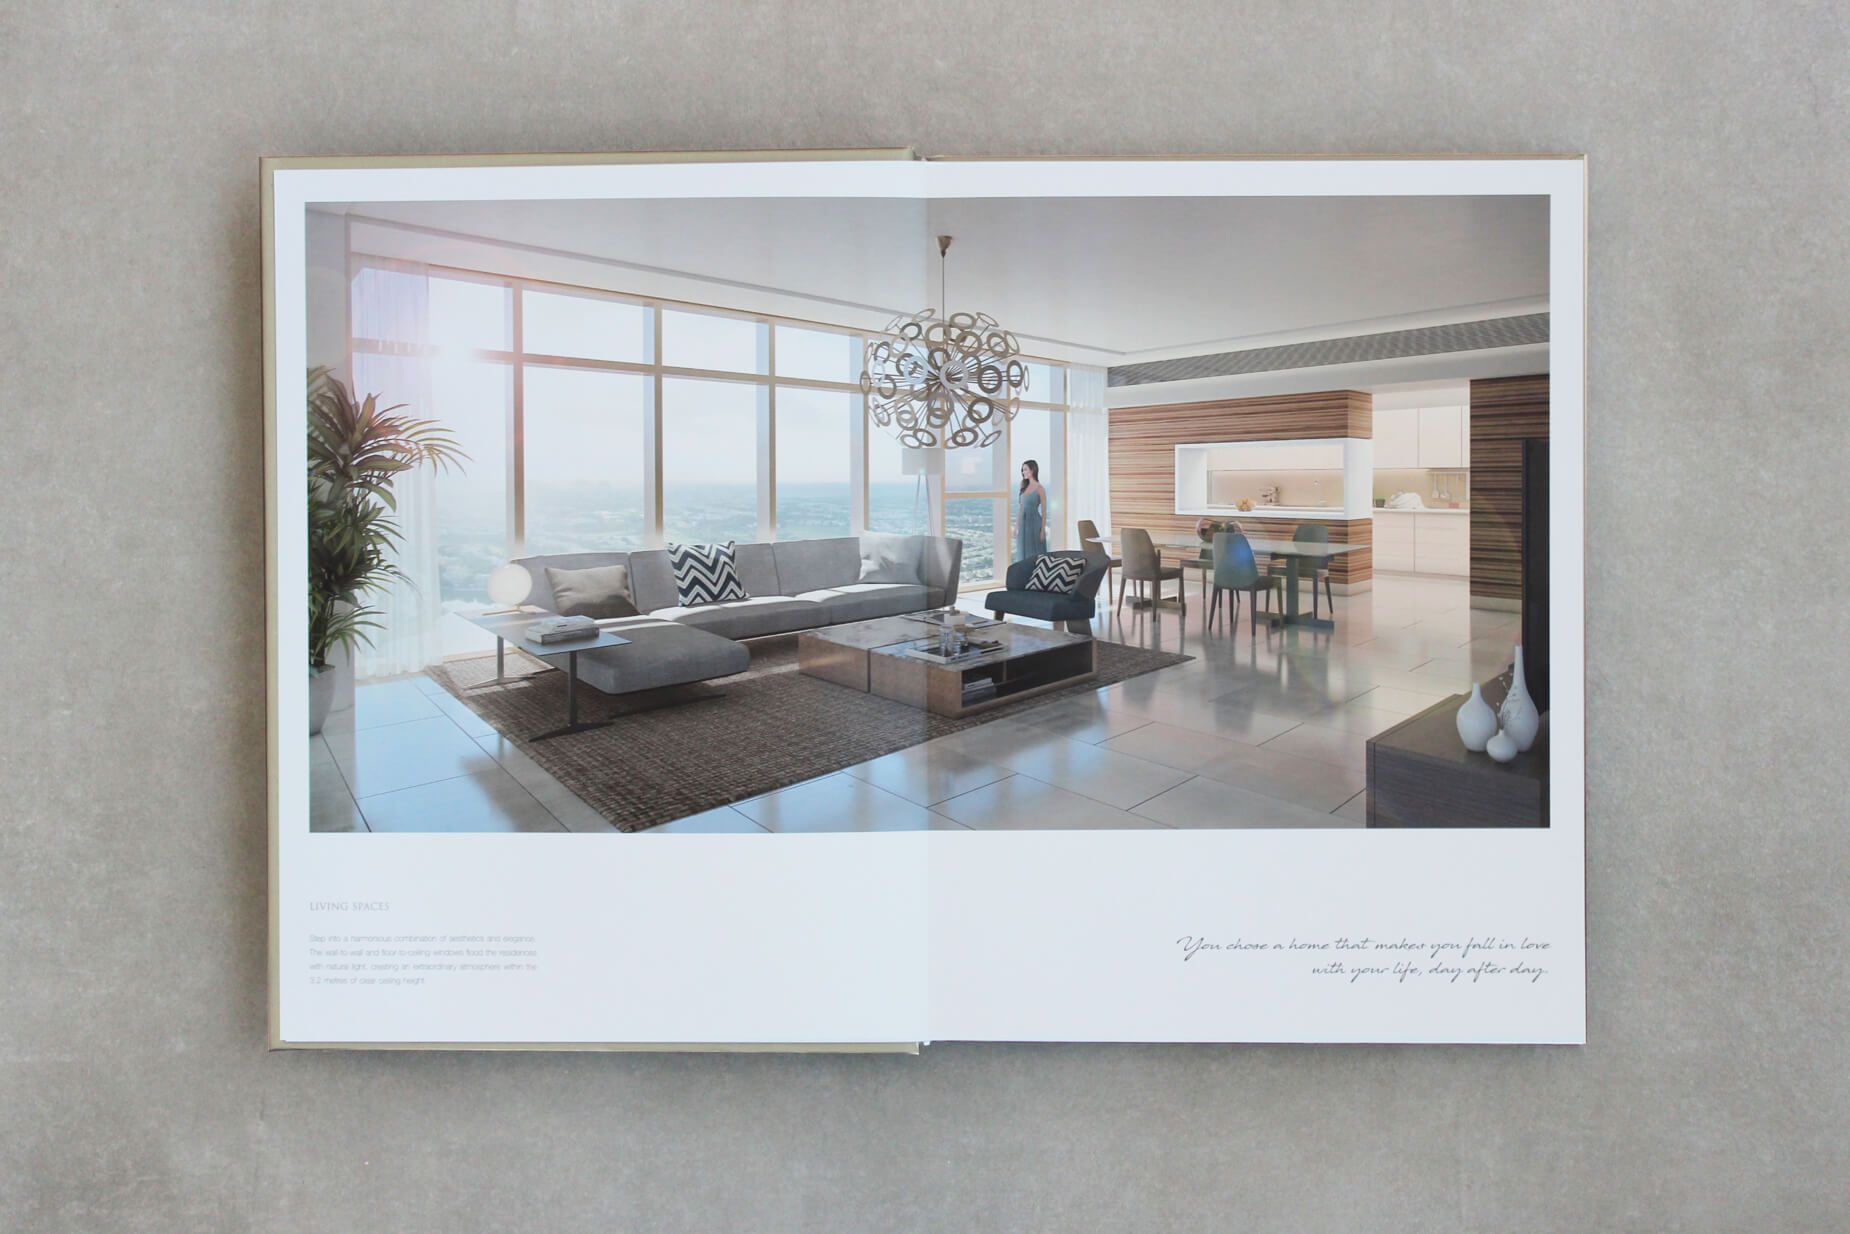 LIVING SPACES
Step into a harmonious combination of aesthetics and elegance.
The wall-to-wall and floor-to-ceiling windows flood the residences
with natural light, creating an extraordinary atmosphere within the
3.2 metres of clear ceiling height.
You chose a home that makes you fall in love
with your life, day after day.